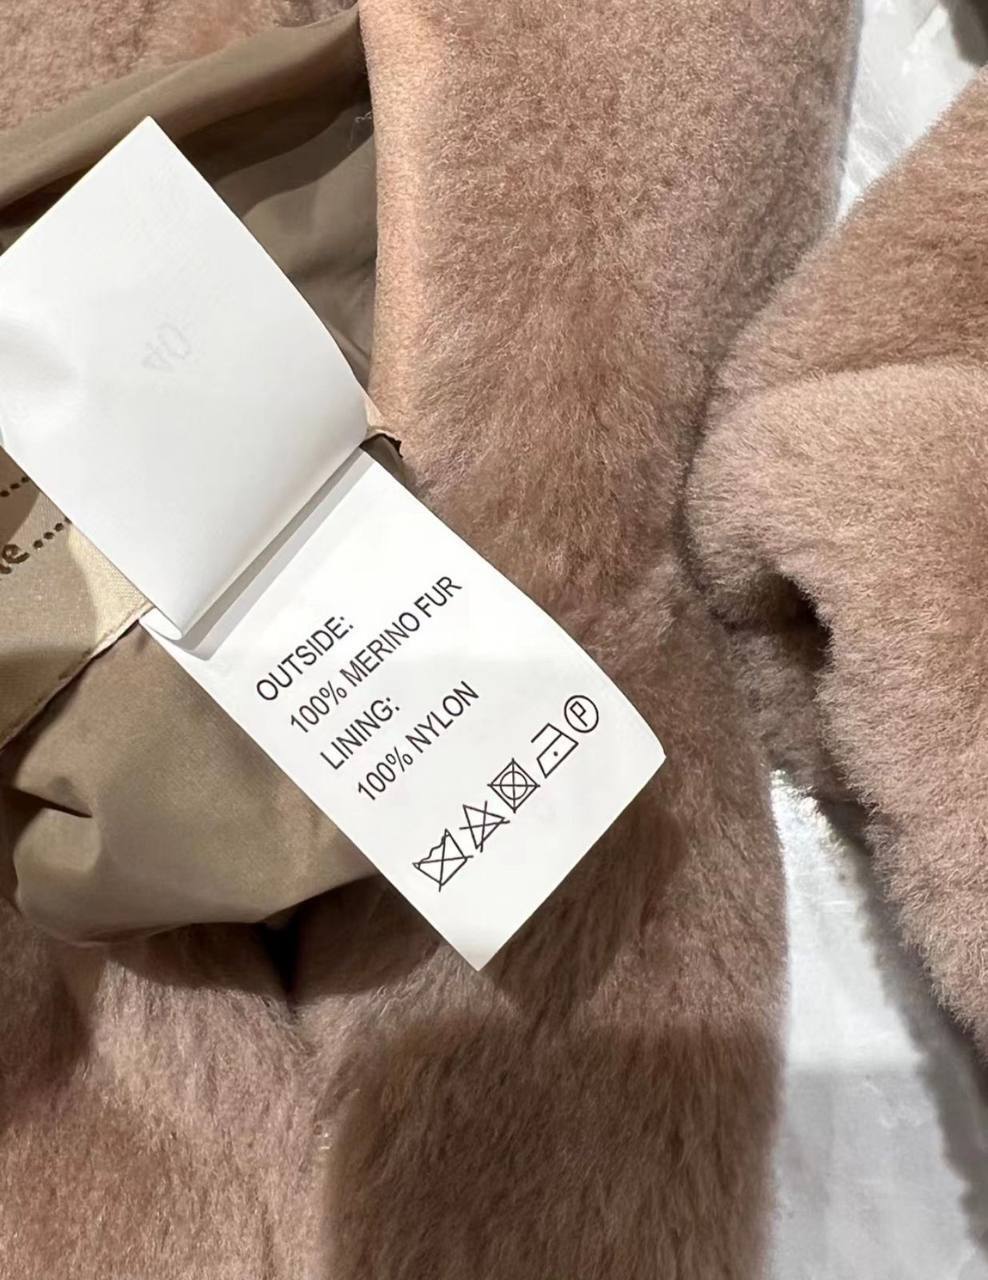 OUTSIDE:
100% MERINO FUR
LINING:
100% NYLON
P